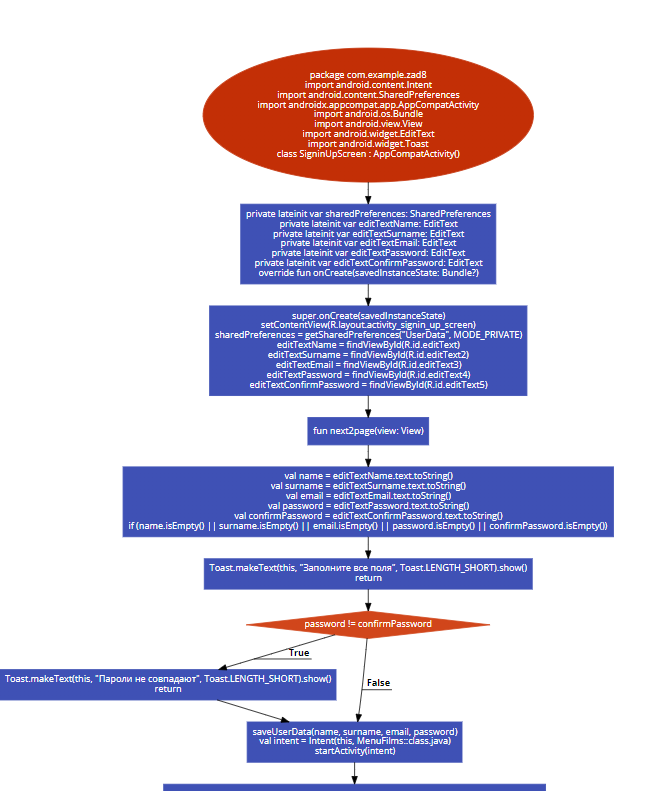 package com.example.zad8
import android.content.Intent
import android.content.SharedPreferences
import androidx.appcompat.app.AppCompatActivity
import android.os.Bundle
import android.view.View
import android.widget.EditText
import android.widget.Toast
class SigninUpScreen : AppCompatActivity()
private lateinit var sharedPreferences: SharedPreferences
private lateinit var editTextName: EditText
private lateinit var editTextSurname: EditText
private lateinit var editTextEmail: EditText
private lateinit var editTextPassword: EditText
private lateinit var editTextConfirmPassword: EditText
override fun onCreate(savedInstanceState: Bundle?)
super.onCreate(savedInstanceState)
setContentView(R.layout.activity_signin_up_screen)
sharedPreferences = getSharedPreferences("UserData", MODE_PRIVATE)
editTextName = findViewById(R.id.editText)
editTextSurname = findViewById(R.id.editText2)
editTextEmail = findViewById(R.id.editText3)
editTextPassword = findViewById(R.id.editText4)
editTextConfirmPassword = findViewById(R.id.editText5)
fun next2page(view: View)
val name = editTextName.text.toString()
val surname = editTextSurname.text.toString()
val email = editTextEmail.text.toString()
val password = editTextPassword.text.toString()
val confirmPassword = editTextConfirmPassword.text.toString()
if (name.isEmpty() || surname.isEmpty() || email.isEmpty() || password.isEmpty() || confirmPassword.isEmpty())
Toast.makeText(this, "Заполните все поля", Toast.LENGTH_SHORT).show()
return
password != confirmPassword
True
Toast.makeText(this, "Пароли не совпадают", Toast.LENGTH_SHORT).show()
return
False
saveUserData(name, surname, email, password)
val intent = Intent(this, MenuFilms::class.java)
startActivity(intent)